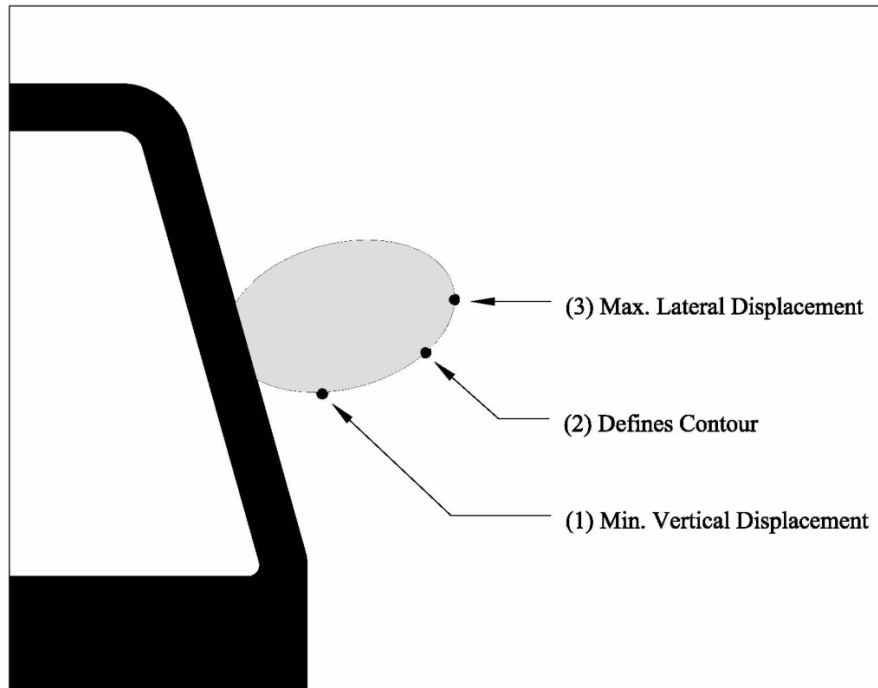 (3) Max. Lateral Displacement
(2) Defines Contour
(1) Min. Vertical Displacement